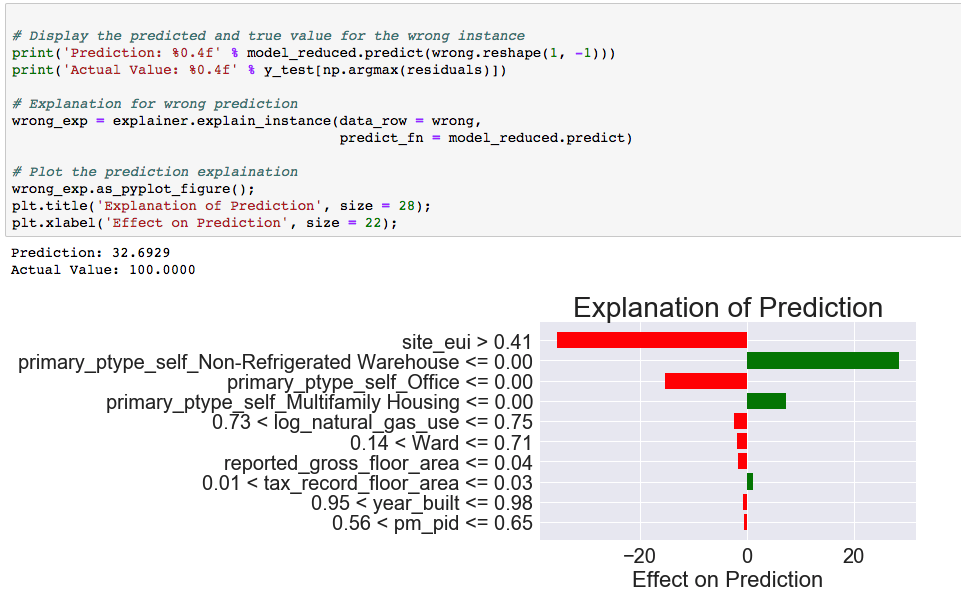 # Display the predicted and true value for the wrong instance
print('Prediction: %0.4f' % model_reduced.predict(wrong.reshape(1, -1)))
print('Actual Value: %0.4f' % y_test[np.argmax(residuals)])
# Explanation for wrong prediction
wrong_exp = explainer.explain_instance(data_row = wrong,
predict_fn = model_reduced.predict)
# Plot the prediction explaination
wrong_exp.as_pyplot_figure();
plt.title('Explanation of Prediction', size = 28);
plt.xlabel('Effect on Prediction', size = 22);
Prediction: 32.6929
Actual Value: 100.0000
Explanation of Prediction
site_eui > 0.41
primary_ptype_self_Non-Refrigerated Warehouse <= 0.00
primary_ptype_self_Office <= 0.00
primary_ptype_self_Multifamily Housing <= 0.00
0.73 < log_natural_gas_use <= 0.75
0.14 < Ward <= 0.71
reported_gross_floor_area <= 0.04
0.01 < tax_record_floor_area <= 0.03
0.95 < year_built <= 0.98
0.56 < pm_pid <= 0.65
−20 0 20
Effect on Prediction